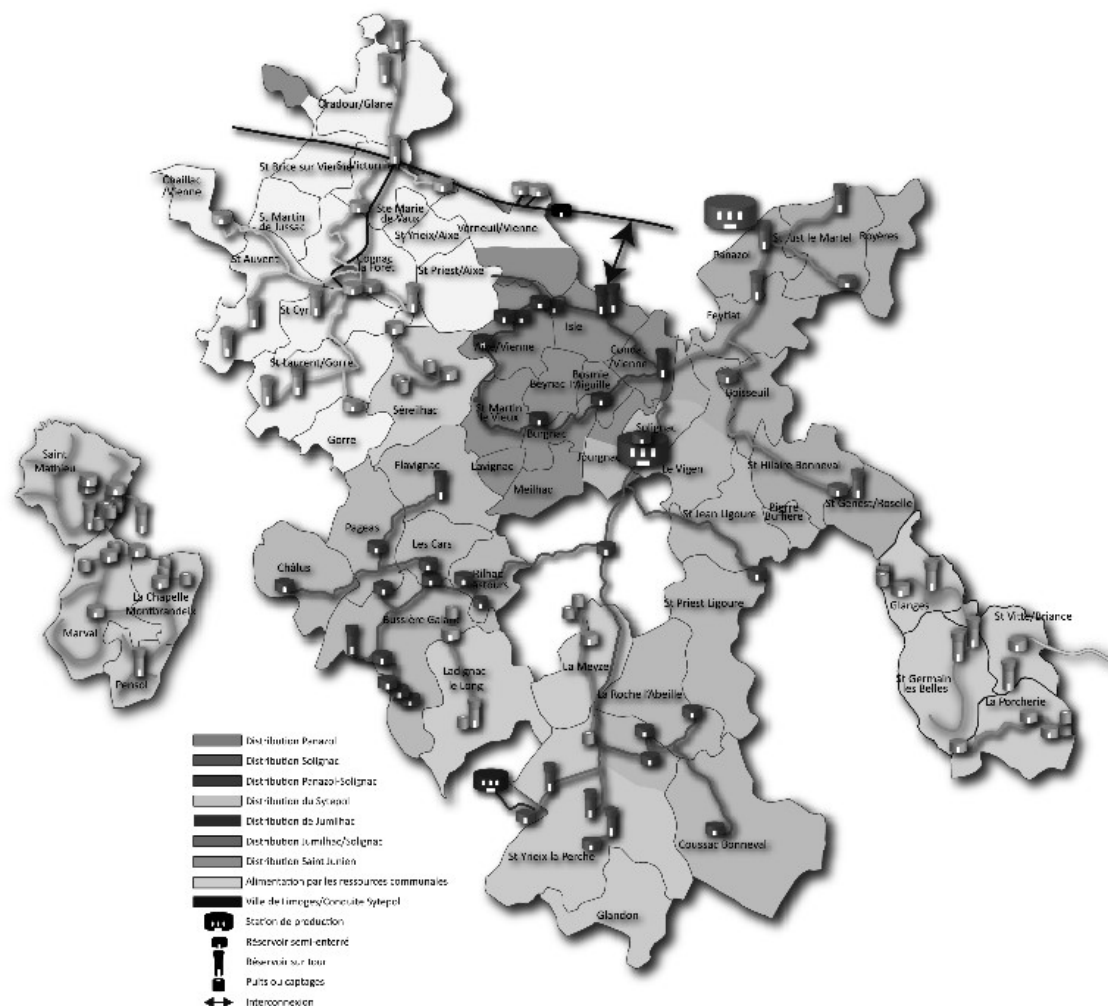 Oradour/Glane
St Brice sur Vienne
St Victurnien
Chaillac
/Vienne
St Martin
de Jussac
Ste Marie
de Vaux
Verneuil/Vienne
St Yrieix/Aixe
St Auvent
Cognac
la Forêt
St Priest/Aixe
Panazol
St Just le Martel
Royères
St Cyr
Isle
Feytiat
Aixe/Vienne
Condat
/Vienne
St Laurent/Gorre
Beynac
Bosmie
l'Aiguille
Boisseuil
Séreilhac
St Martin
le Vieux
Burgnac
Solignac
Gorre
Jourgnac
Le Vigen
Saint
Mathieu
Flavignac
Lavignac
St Hilaire Bonneval
Meilhac
St Genest/Roselle
Pageas
St Jean Ligoure
Pierre
Buffière
Les Cars
Châlus
Rilhac
Lastours
La Chapelle
Montbrandeix
St Priest Ligoure
Glanges
Bussière Galant
St Vitte/Briance
Marval
Ladignac
le Long
La Meyze
Pensol
La Roche l'Abeille
St Germain
les Belles
La Porcherie
St Yrieix la Perche
Coussac Bonneval
Glandon
Distribution Panazol
Distribution Solignac
Distribution Panazol-Solignac
Distribution du Sytepol
Distribution de Jumilhac
Distribution Jumilhac/Solignac
Distribution Saint Junien
Alimentation par les ressources communales
Ville de Limoges/Conduite Sytepol
Station de production
Réservoir semi-enterré
Réservoir sur tour
Puits ou captages
Interconnexion